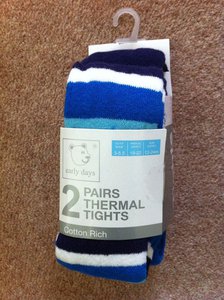 early days
2 PAIRS
THERMAL
TIGHTS
Cotton Rich